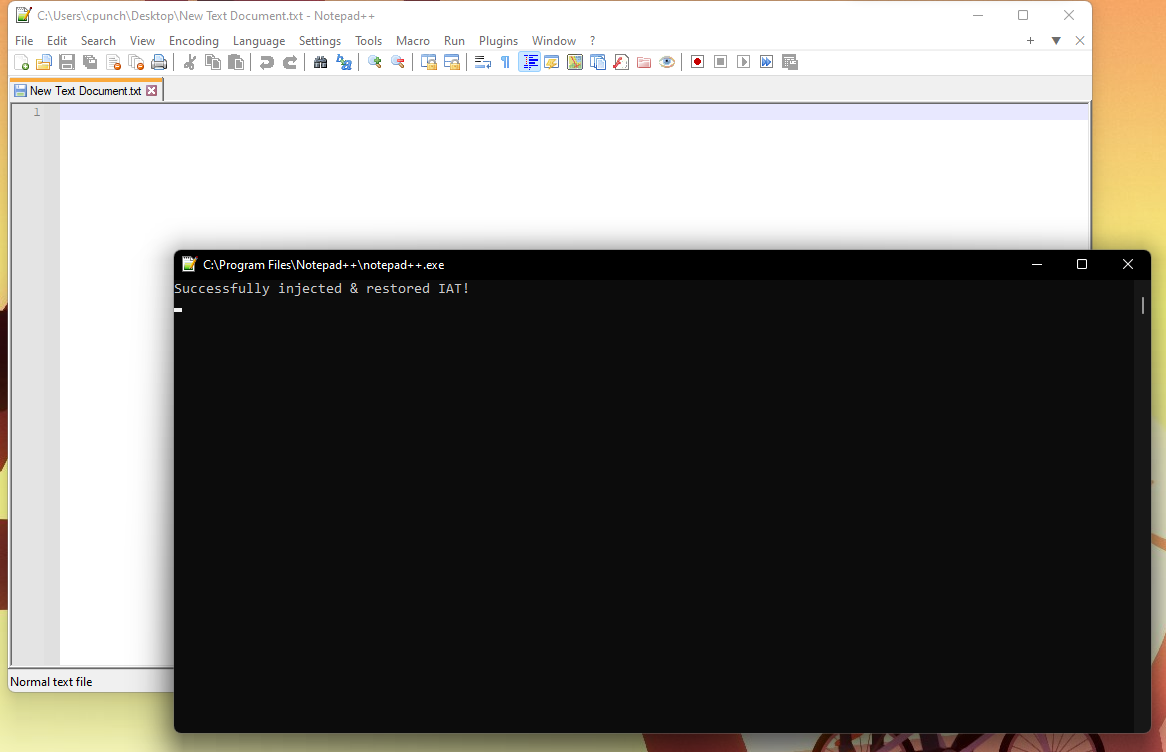 C:\Users\cpunch\Desktop\New Text Document.txt - Notepad++
File Edit Search View Encoding Language Settings Tools Macro Run Plugins Window ?
New Text Document.txt
1
C:\Program Files\Notepad++\notepad++.exe
Successfully injected & restored IAT!
Normal text file